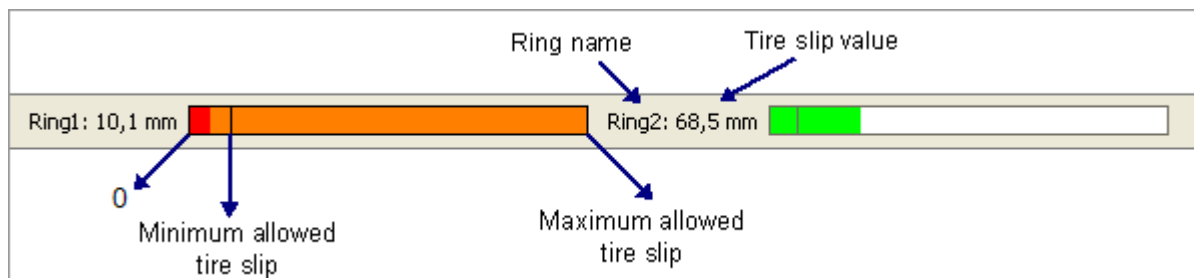 Ring name
Tire slip value
Ring1: 10,1 mm
Ring2: 68,5 mm
0
Minimum allowed
tire slip
Maximum allowed
tire slip